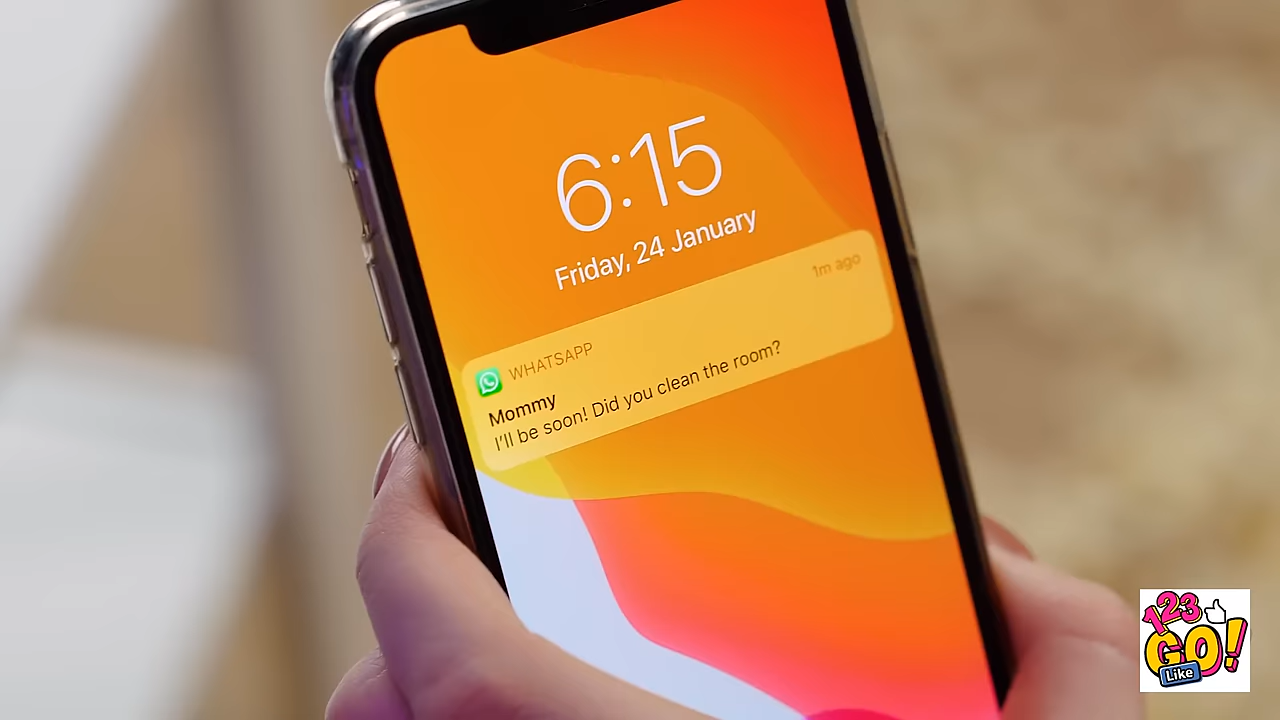 6:15
Friday, 24 January
1m ago
WHATSAPP
Mommy
I'll be soon! Did you clean the room?
123
GO!
Like